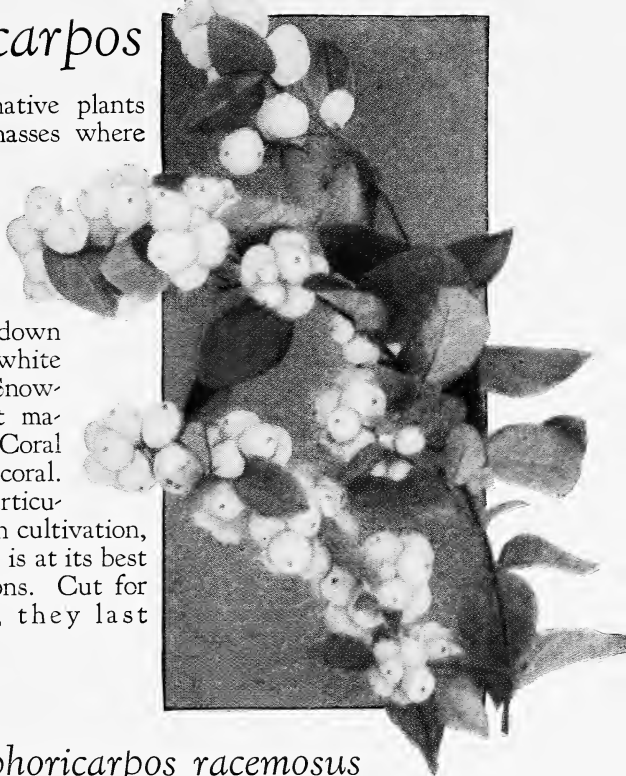 carpos
native plants
masses where
down
white
Snow-
t ma-
Coral
coral.
rticu-
n cultivation,
is at its best
ns. Cut for
, they last
phoricarpos racemosus